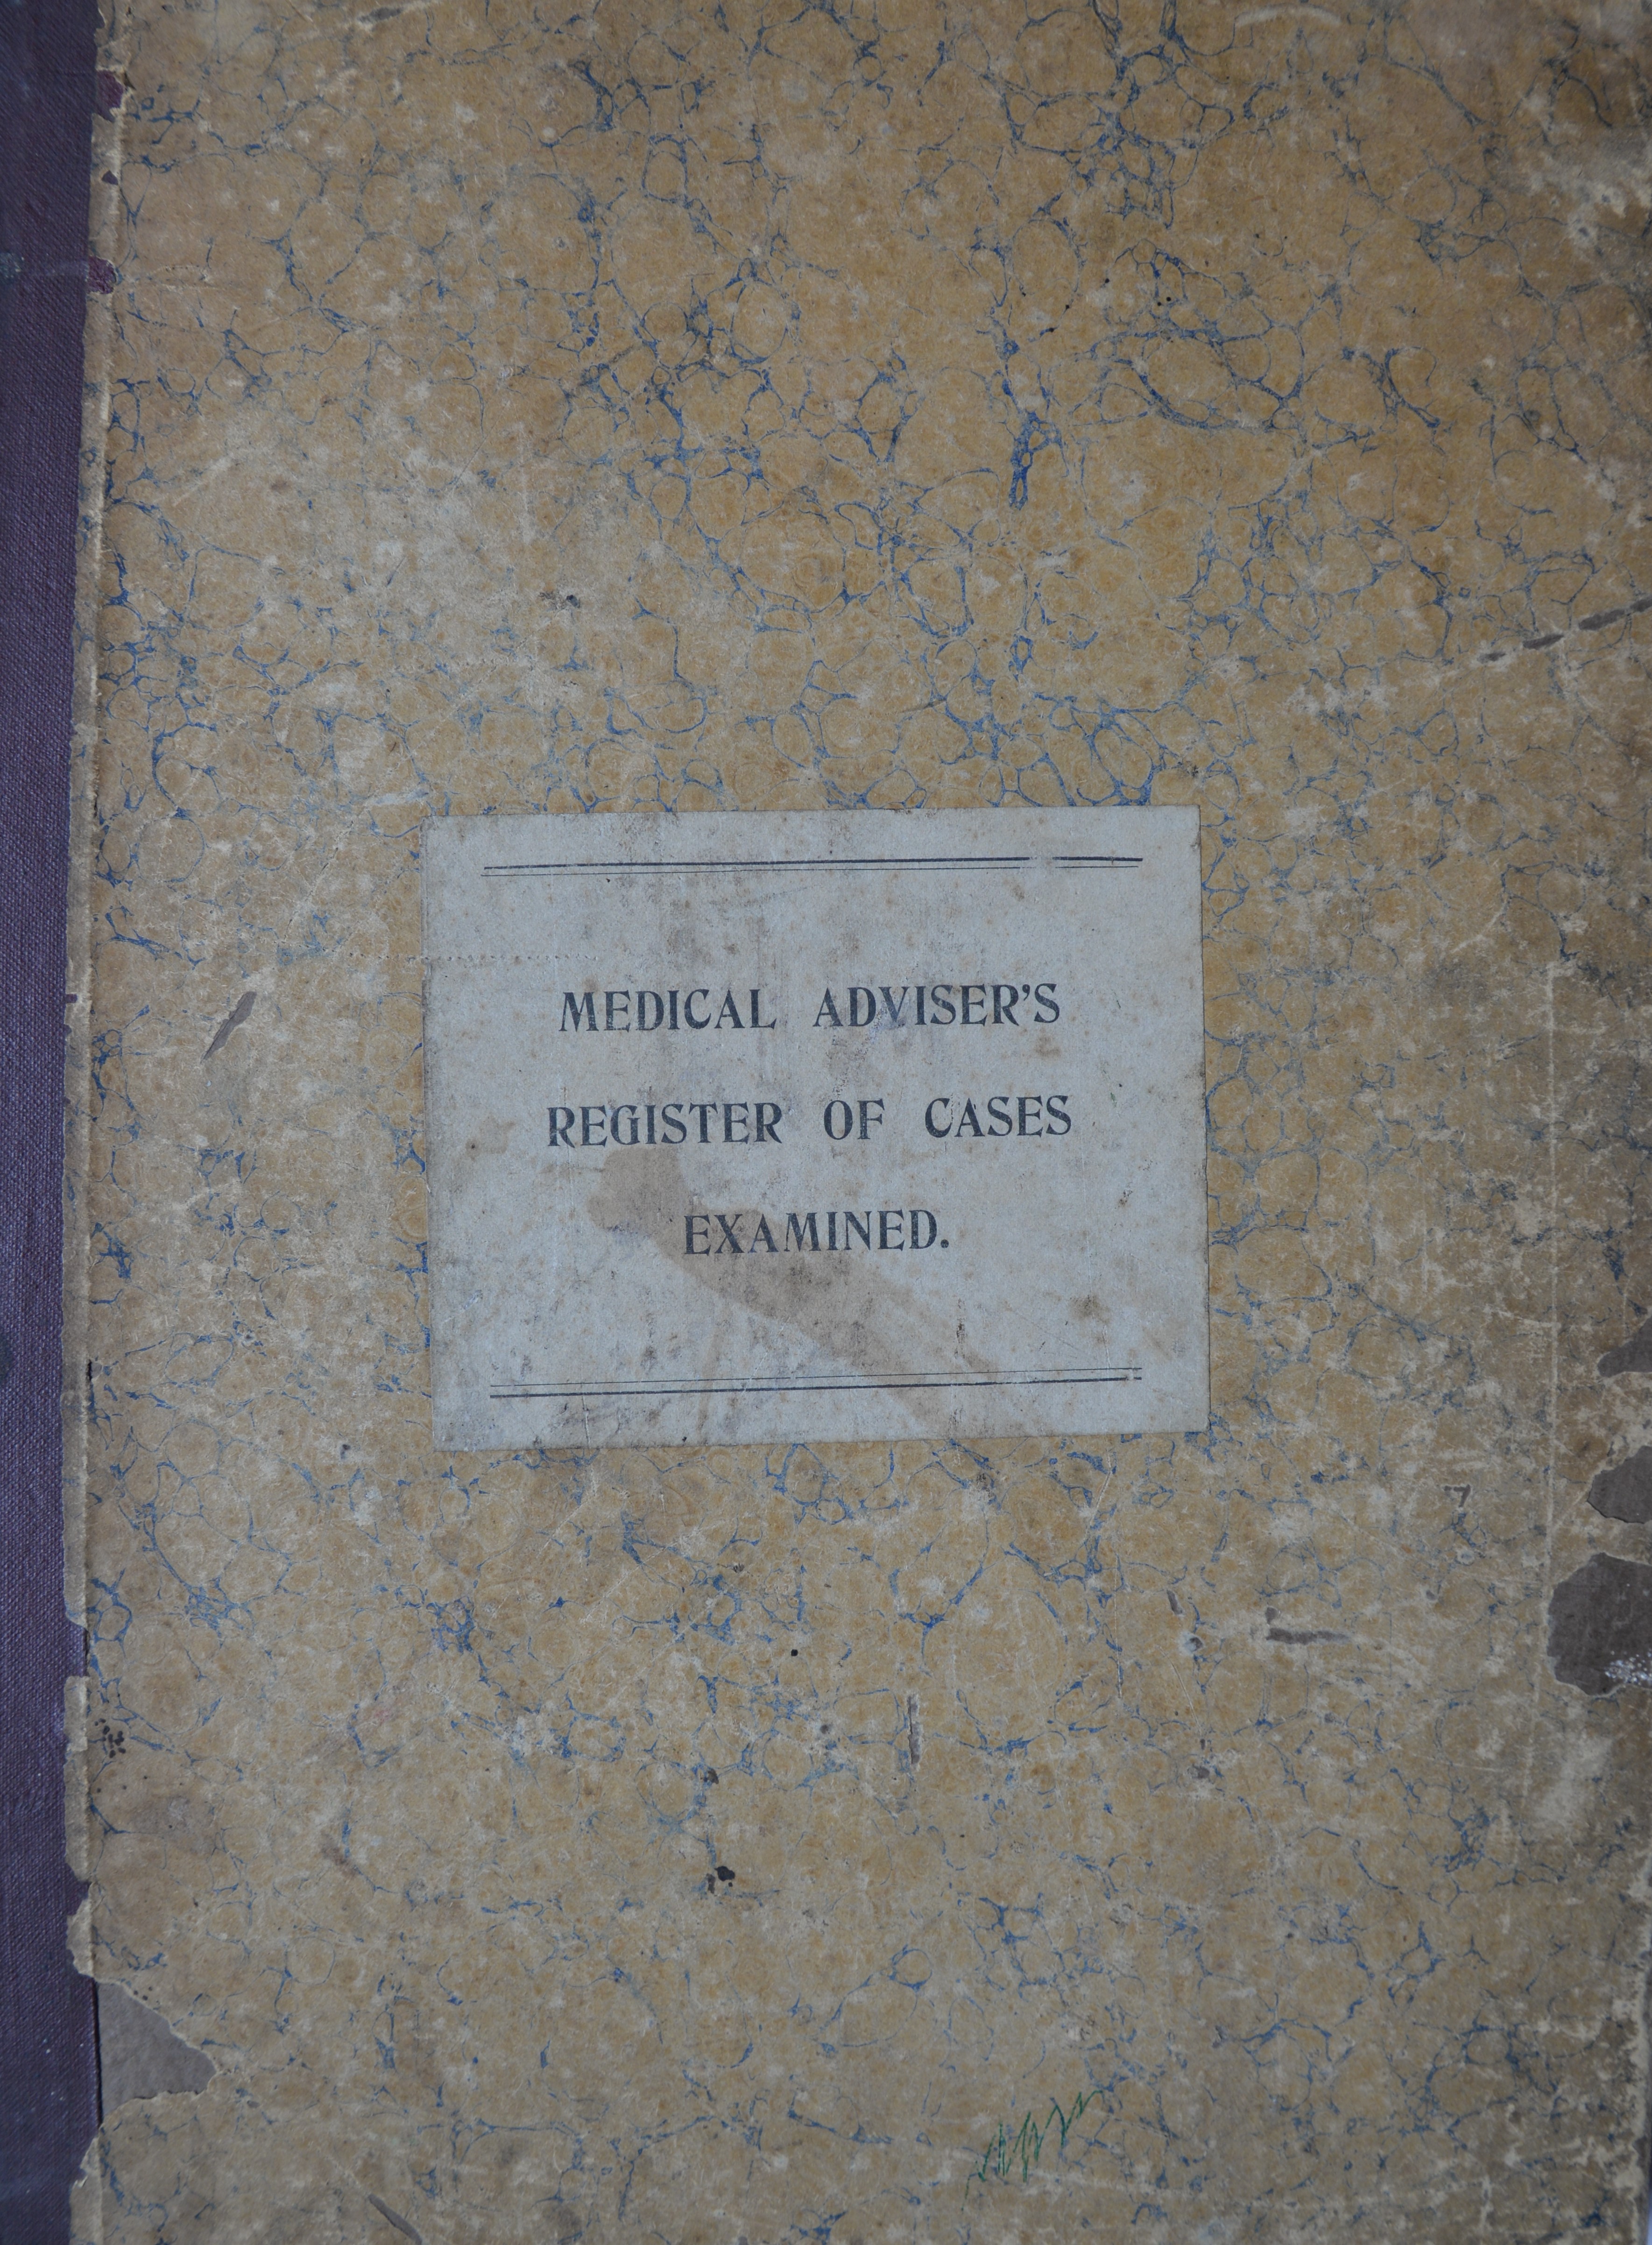 MEDICAL ADVISER'S
REGISTER OF CASES
EXAMINED.